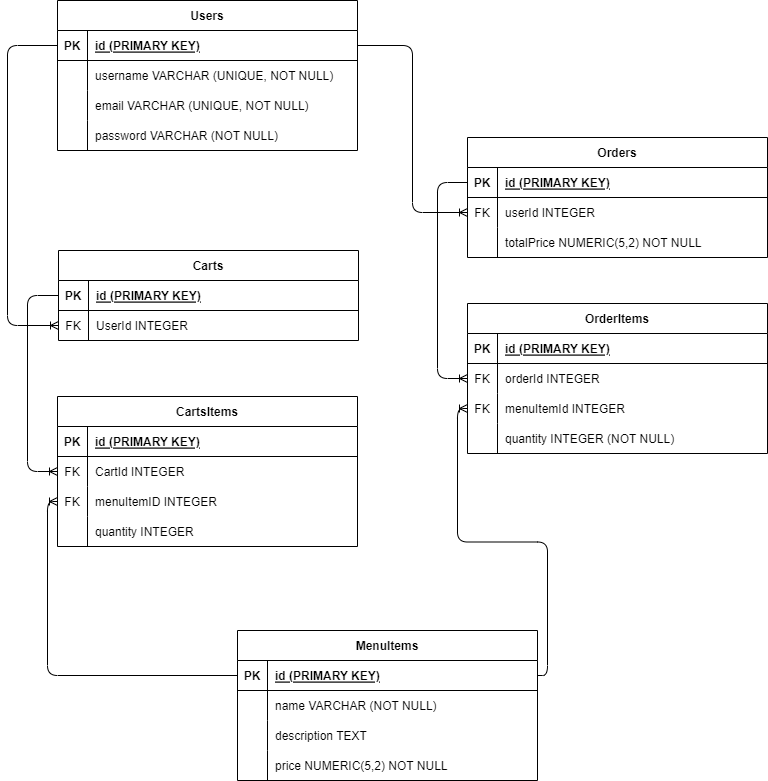 Users
PK id (PRIMARY KEY)
username VARCHAR (UNIQUE, NOT NULL)
email VARCHAR (UNIQUE, NOT NULL)
password VARCHAR (NOT NULL)
Orders
PK id (PRIMARY KEY)
FK userId INTEGER
totalPrice NUMERIC(5,2) NOT NULL
Carts
PK id (PRIMARY KEY)
FK UserId INTEGER
OrderItems
PK id (PRIMARY KEY)
FK orderId INTEGER
FK menuItemId INTEGER
quantity INTEGER (NOT NULL)
CartsItems
PK id (PRIMARY KEY)
FK CartId INTEGER
FK menuItemID INTEGER
quantity INTEGER
MenuItems
PK id (PRIMARY KEY)
name VARCHAR (NOT NULL)
description TEXT
price NUMERIC(5,2) NOT NULL